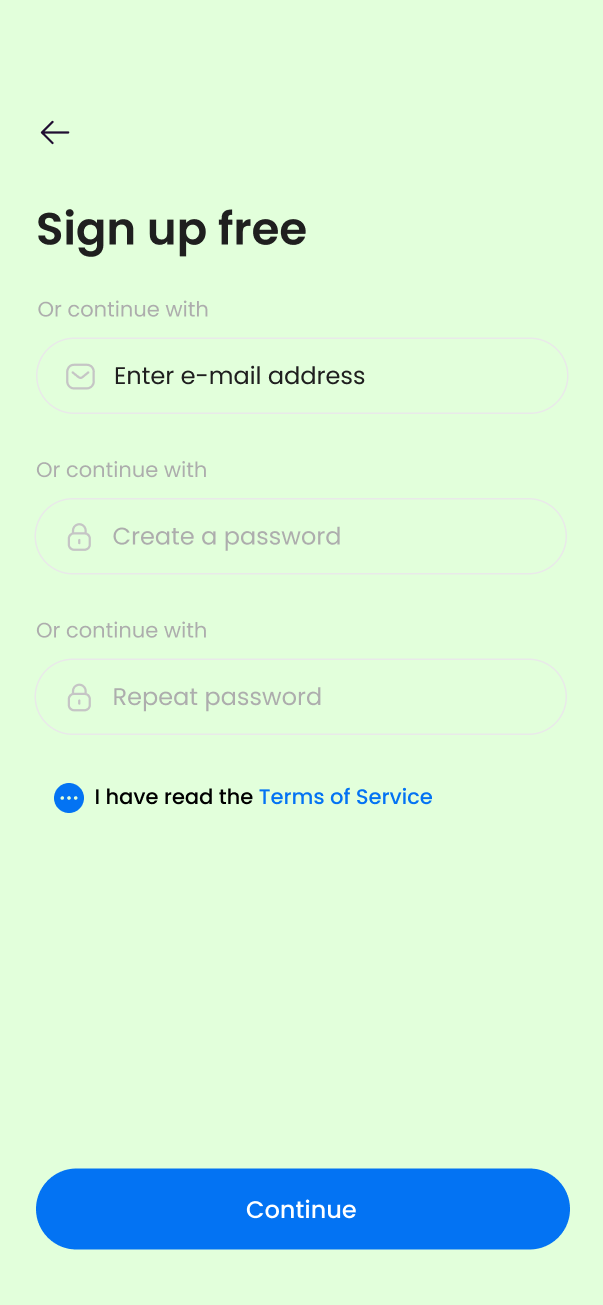 Sign up free
Or continue with
Enter e-mail address
Or continue with
Create a password
Or continue with
Repeat password
I have read the Terms of Service
Continue